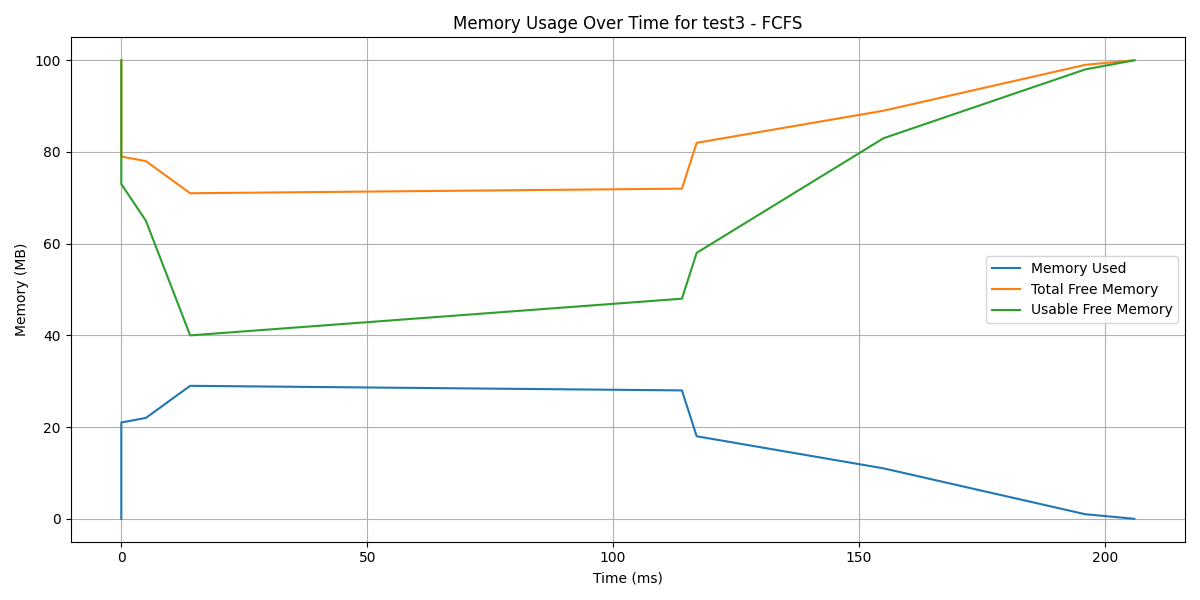 Memory Usage Over Time for test3 - FCFS
100
80
60
40
20
0
Memory (MB)
Memory Used
Total Free Memory
Usable Free Memory
0 50 100 150 200
Time (ms)